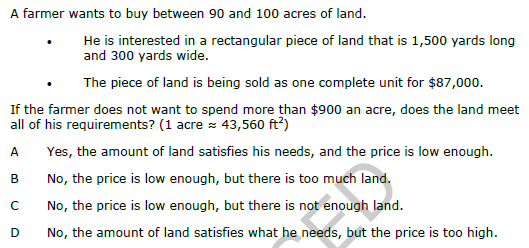 A farmer wants to buy between 90 and 100 acres of land.
• He is interested in a rectangular piece of land that is 1,500 yards long
and 300 yards wide.
• The piece of land is being sold as one complete unit for $87,000.
If the farmer does not want to spend more than $900 an acre, does the land meet
all of his requirements? (1 acre ≈ 43,560 ft²)
A Yes, the amount of land satisfies his needs, and the price is low enough.
B No, the price is low enough, but there is too much land.
C No, the price is low enough, but there is not enough land.
D No, the amount of land satisfies what he needs, but the price is too high.